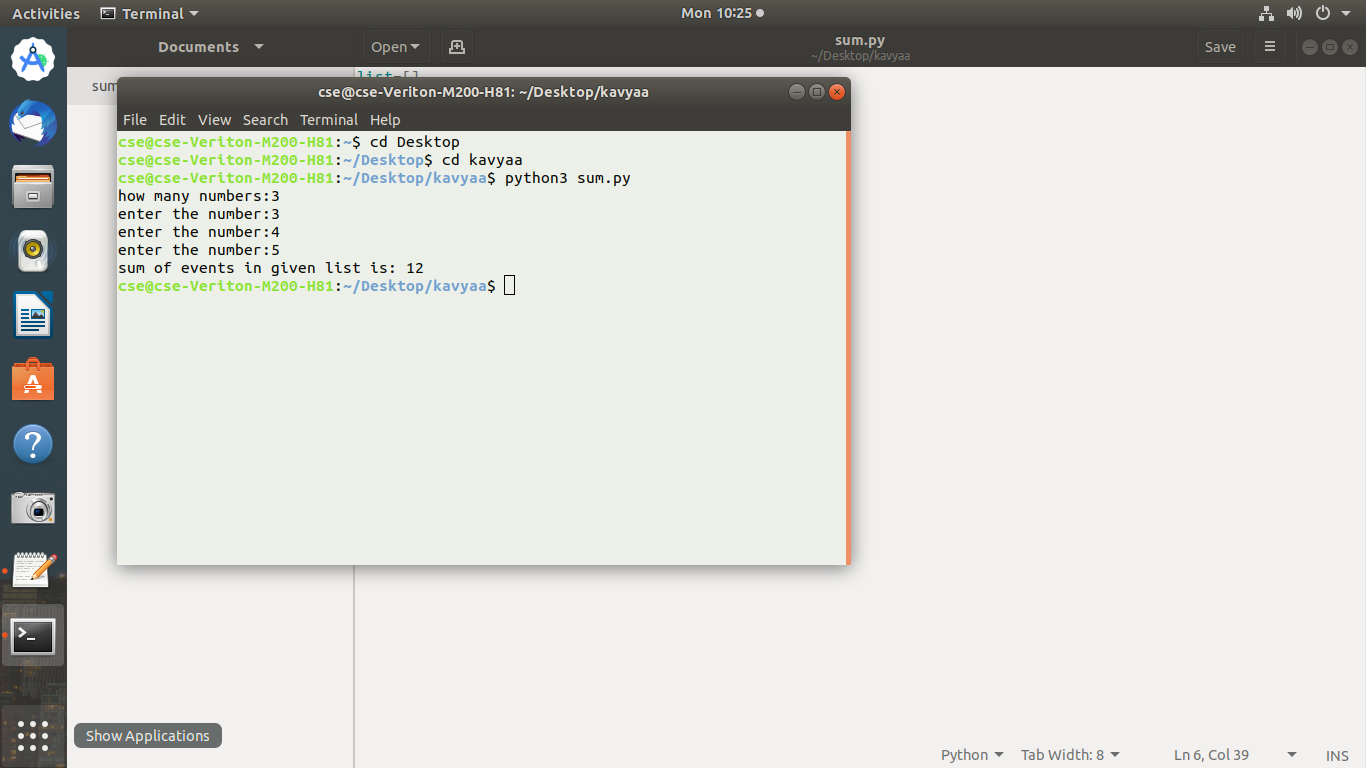 Activities Terminal Mon 10:25
Documents Open sum.py Save
~/Desktop/kavyaa
list=[]
sum
cse@cse-Veriton-M200-H81: ~/Desktop/kavyaa
File Edit View Search Terminal Help
cse@cse-Veriton-M200-H81:~$ cd Desktop
cse@cse-Veriton-M200-H81:~/Desktop$ cd kavyaa
cse@cse-Veriton-M200-H81:~/Desktop/kavyaa$ python3 sum.py
how many numbers:3
enter the number:3
enter the number:4
enter the number:5
sum of events in given list is: 12
cse@cse-Veriton-M200-H81:~/Desktop/kavyaa$
Show Applications
Python Tab Width: 8 Ln 6, Col 39 INS